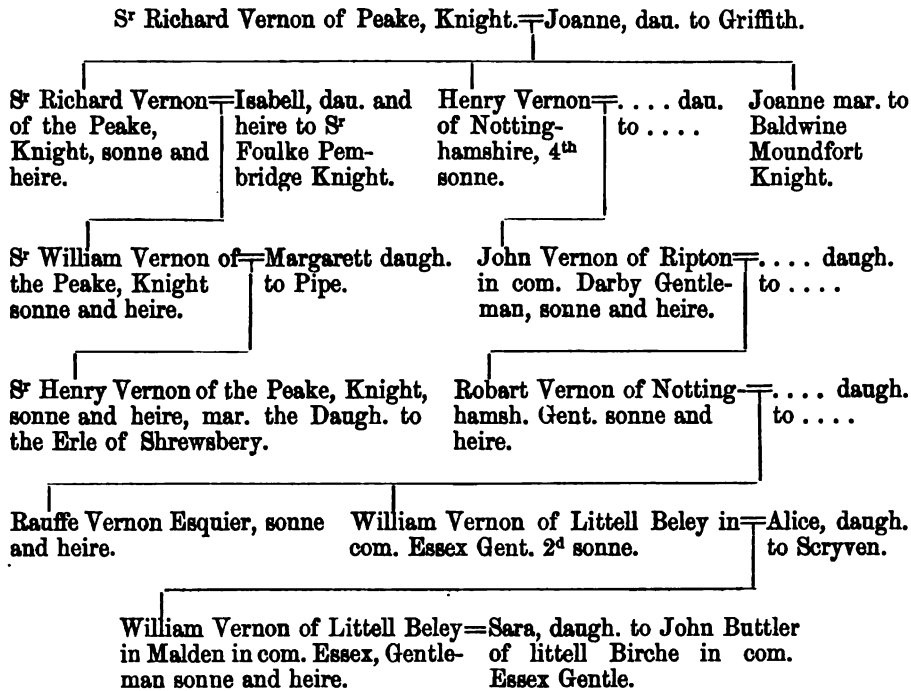 Sʳ Richard Vernon of Peake, Knight.=Joanne, dau. to Griffith.
Sʳ Richard Vernon=Isabell, dau. and
of the Peake, heire to Sʳ
Knight, sonne and Foulke Pem-
heire. bridge Knight.
Henry Vernon=.... dau.
of Notting- to ....
hamshire, 4ᵗʰ
sonne.
Joanne mar. to
Baldwine
Moundfort
Knight.
Sʳ William Vernon of=Margarett daugh.
the Peake, Knight to Pipe.
sonne and heire.
John Vernon of Ripton=.... daugh.
in com. Darby Gentle- to ....
man, sonne and heire.
Sʳ Henry Vernon of the Peake, Knight,
sonne and heire, mar. the Daugh. to
the Erle of Shrewsbery.
Robart Vernon of Notting-=.... daugh.
hamsh. Gent. sonne and to ....
heire.
Rauffe Vernon Esquier, sonne
and heire.
William Vernon of Littell Beley in=Alice, daugh.
com. Essex Gent. 2ᵈ sonne. to Scryven.
William Vernon of Littell Beley=Sara, daugh. to John Buttler
in Malden in com. Essex, Gentle- of littell Birche in com.
man sonne and heire. Essex Gentle.